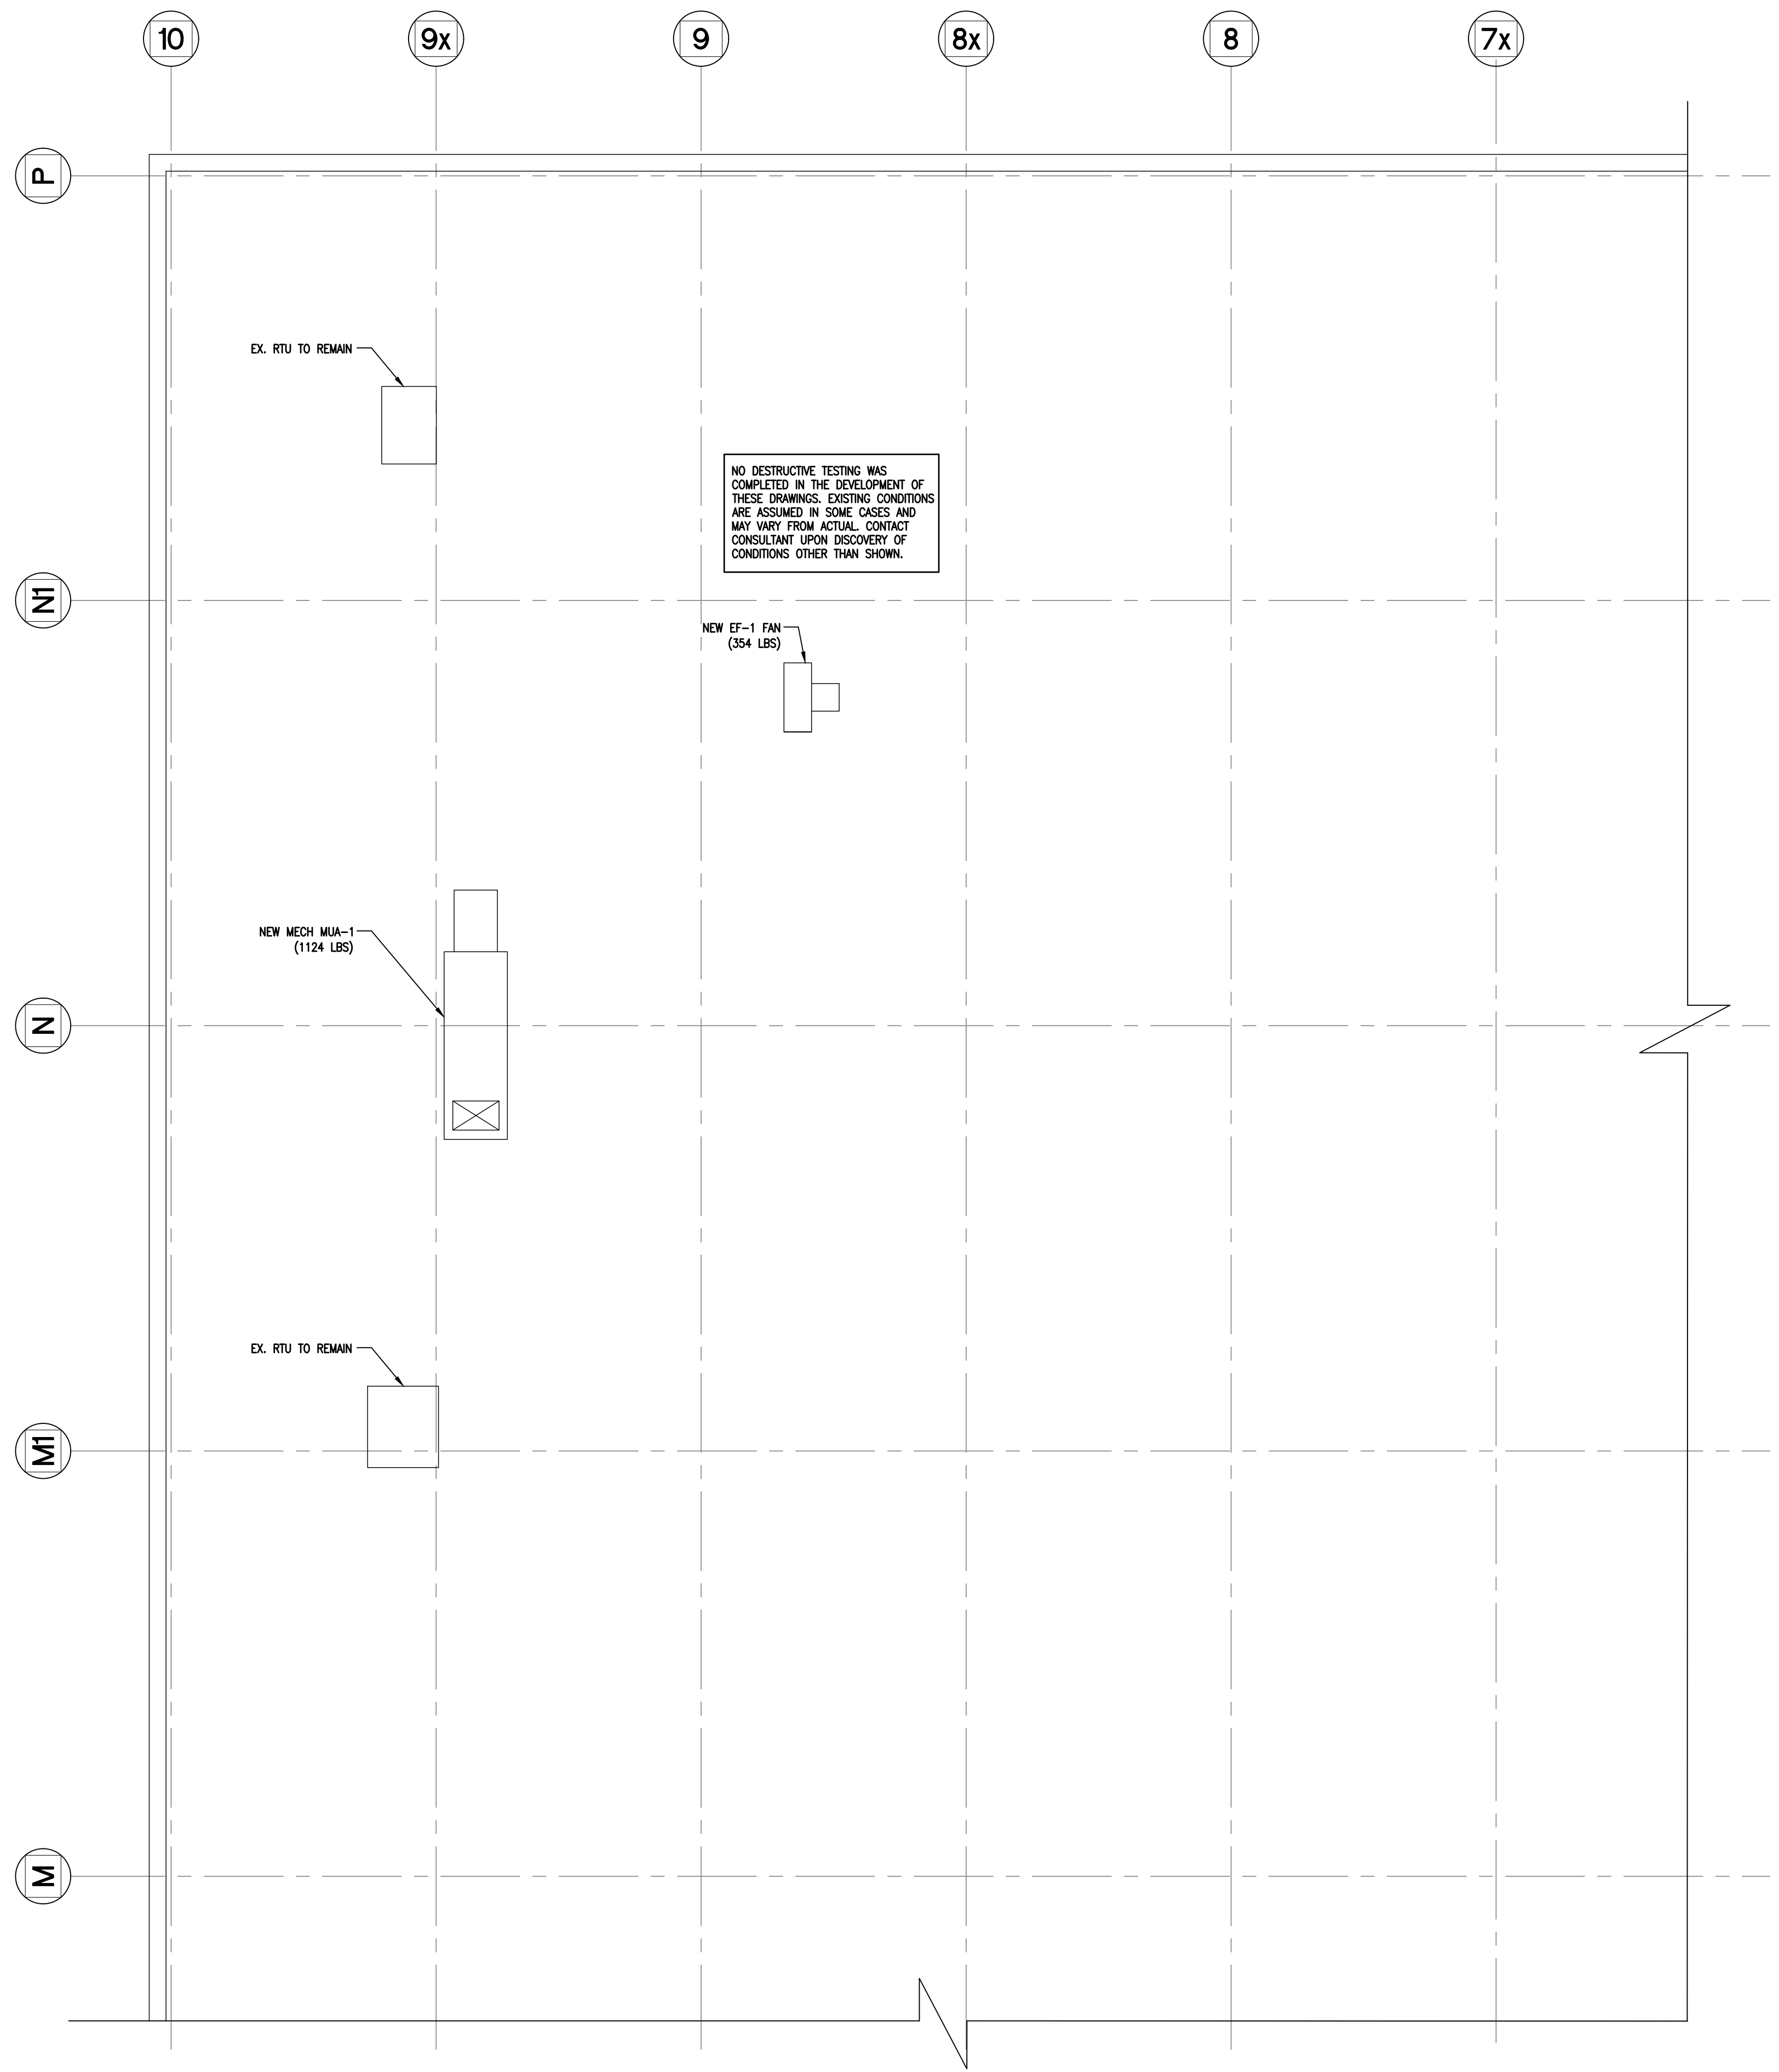 10
9x
9
8x
8
7x
P
EX. RTU TO REMAIN
NO DESTRUCTIVE TESTING WAS
COMPLETED IN THE DEVELOPMENT OF
THESE DRAWINGS. EXISTING CONDITIONS
ARE ASSUMED IN SOME CASES AND
MAY VARY FROM ACTUAL. CONTACT
CONSULTANT UPON DISCOVERY OF
CONDITIONS OTHER THAN SHOWN.
N1
NEW EF-1 FAN
(354 LBS)
NEW MECH MUA-1
(1124 LBS)
N
EX. RTU TO REMAIN
M1
M